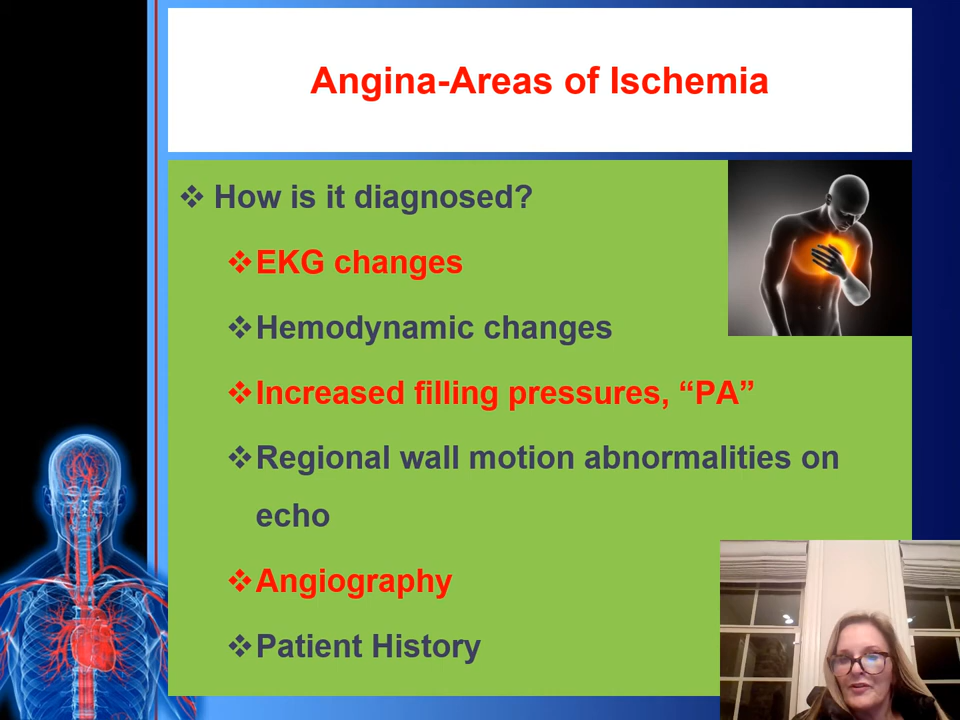 Angina-Areas of Ischemia
❖ How is it diagnosed?
❖EKG changes
❖Hemodynamic changes
❖Increased filling pressures, “PA”
❖Regional wall motion abnormalities on
echo
❖Angiography
❖Patient History